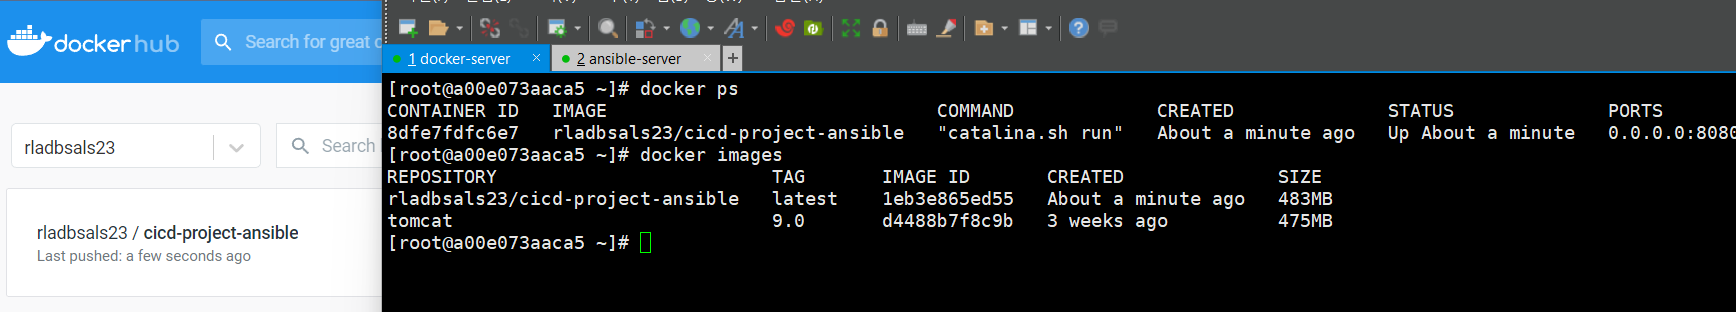 docker hub
Search for great c
rladbsals23
Search
rladbsals23 / cicd-project-ansible
Last pushed: a few seconds ago
1 docker-server
2 ansible-server
[root@a00e073aaca5 ~]# docker ps
CONTAINER ID IMAGE COMMAND CREATED STATUS PORTS
8dfe7fdfc6e7 rladbsals23/cicd-project-ansible "catalina.sh run" About a minute ago Up About a minute 0.0.0.0:8080
[root@a00e073aaca5 ~]# docker images
REPOSITORY TAG IMAGE ID CREATED SIZE
rladbsals23/cicd-project-ansible latest 1eb3e865ed55 About a minute ago 483MB
tomcat 9.0 d4488b7f8c9b 3 weeks ago 475MB
[root@a00e073aaca5 ~]#